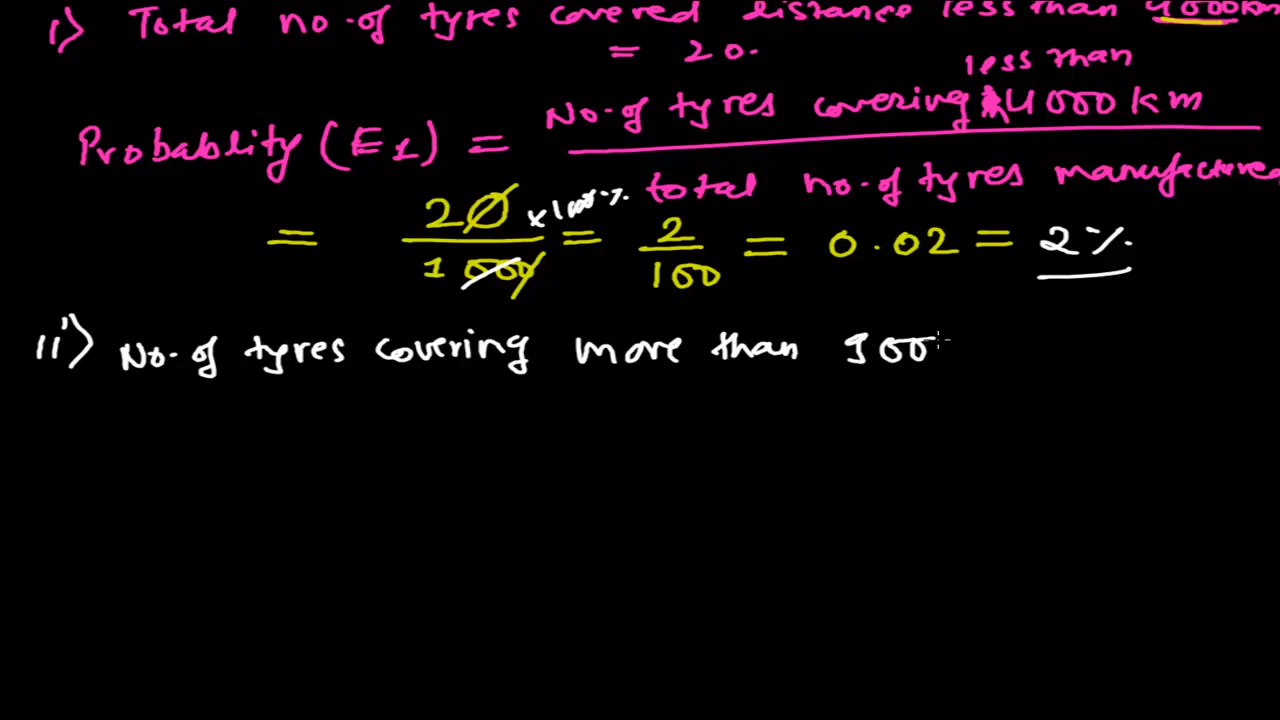 i) Total no. of tyres covered distance less than 4000km
= 20.
less than
Probablity (E1) = No. of tyres covering 4000 km
total no. of tyres manufactured
= 20/1000 x100% = 2/100 = 0.02 = 2%
ii) No. of tyres covering more than 900